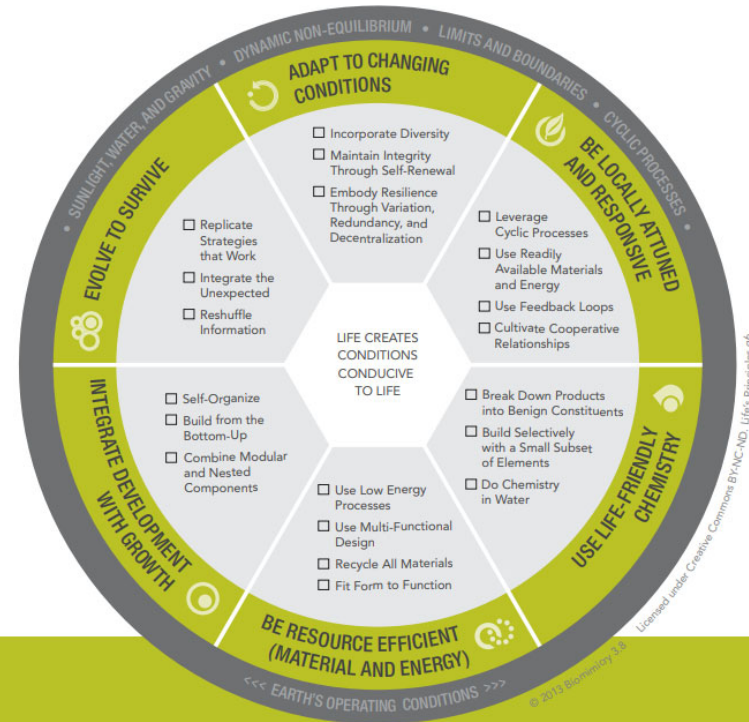 • SUNLIGHT, WATER, AND GRAVITY • DYNAMIC NON-EQUILIBRIUM • LIMITS AND BOUNDARIES • CYCLIC PROCESSES •
ADAPT TO CHANGING
CONDITIONS
Incorporate Diversity
Maintain Integrity
Through Self-Renewal
Embody Resilience
Through Variation,
Redundancy, and
Decentralization
BE LOCALLY ATTUNED
AND RESPONSIVE
Leverage
Cyclic Processes
Use Readily
Available Materials
and Energy
Use Feedback Loops
Cultivate Cooperative
Relationships
USE LIFE-FRIENDLY
CHEMISTRY
Break Down Products
into Benign Constituents
Build Selectively
with a Small Subset
of Elements
Do Chemistry
in Water
BE RESOURCE EFFICIENT
(MATERIAL AND ENERGY)
Use Low Energy
Processes
Use Multi-Functional
Design
Recycle All Materials
Fit Form to Function
INTEGRATE DEVELOPMENT
WITH GROWTH
Self-Organize
Build from the
Bottom-Up
Combine Modular
and Nested
Components
EVOLVE TO SURVIVE
Replicate
Strategies
that Work
Integrate the
Unexpected
Reshuffle
Information
LIFE CREATES
CONDITIONS
CONDUCIVE
TO LIFE
<<< EARTH'S OPERATING CONDITIONS >>>
© 2013 Biomimicry 3.8 Licensed under Creative Commons BY-NC-ND. Life's Principles